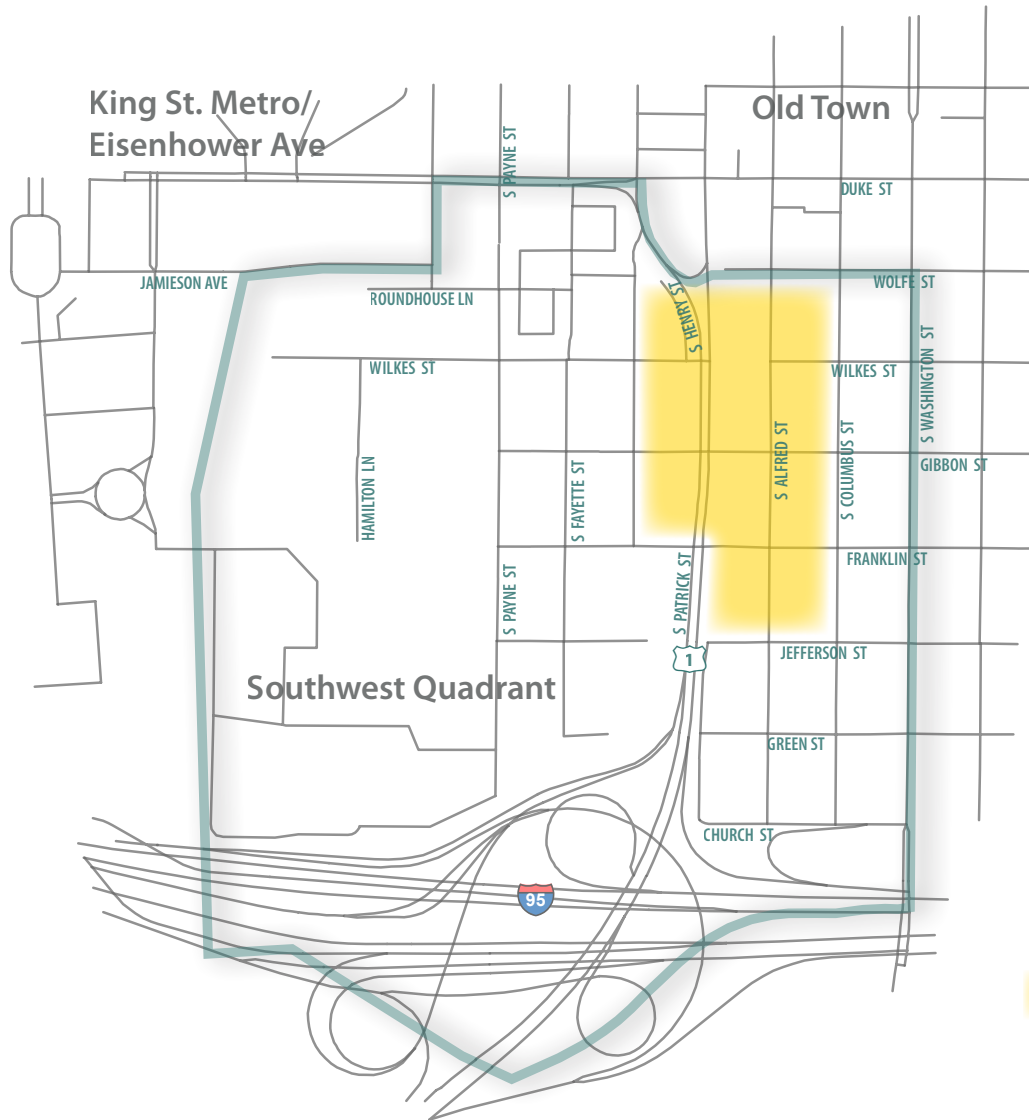 King St. Metro/
Eisenhower Ave
Old Town
S PAYNE ST
DUKE ST
JAMIESON AVE
ROUNDHOUSE LN
S HENRY ST
WOLFE ST
WILKES ST
WILKES ST
S WASHINGTON ST
HAMILTON LN
S FAYETTE ST
S ALFRED ST
S COLUMBUS ST
GIBBON ST
FRANKLIN ST
S PAYNE ST
S PATRICK ST
JEFFERSON ST
1
Southwest Quadrant
GREEN ST
CHURCH ST
95